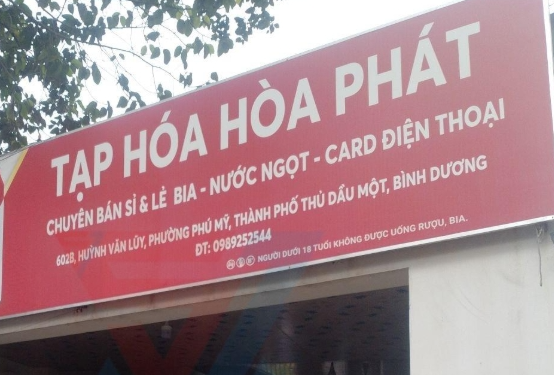 TẠP HÓA HÒA PHÁT
CHUYÊN BÁN SỈ & LẺ BIA - NƯỚC NGỌT - CARD ĐIỆN THOẠI
602B, HUỲNH VĂN LŨY, PHƯỜNG PHÚ MỸ, THÀNH PHỐ THỦ DẦU MỘT, BÌNH DƯƠNG
ĐT: 0989252544
NGƯỜI DƯỚI 18 TUỔI KHÔNG ĐƯỢC UỐNG RƯỢU, BIA.